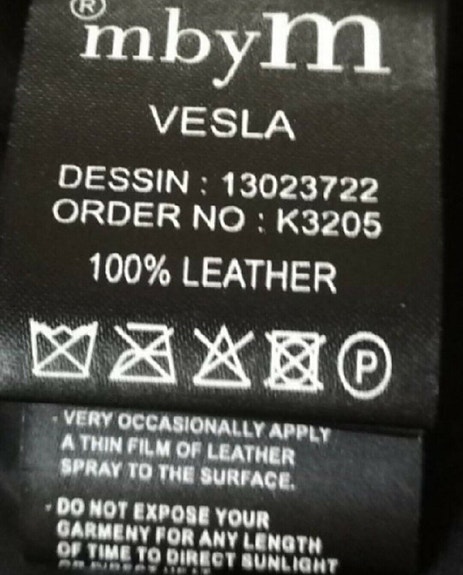 ®
mbyM
VESLA
DESSIN : 13023722
ORDER NO : K3205
100% LEATHER
P
- VERY OCCASIONALLY APPLY
A THIN FILM OF LEATHER
SPRAY TO THE SURFACE.
- DO NOT EXPOSE YOUR
GARMENY FOR ANY LENGTH
OF TIME TO DIRECT SUNLIGHT